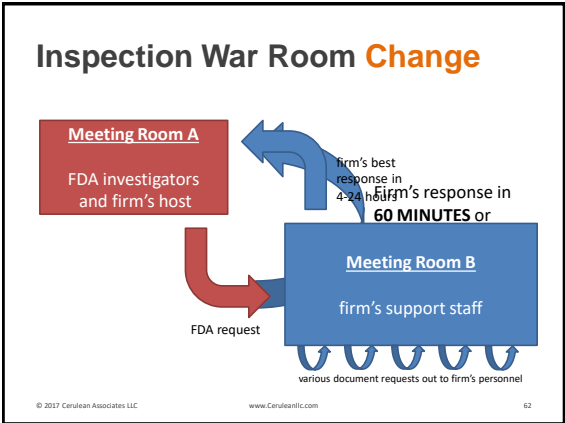 Inspection War Room Change
Meeting Room A
FDA investigators
and firm's host
firm's best
response in
4-24 hours
Firm's response in
60 MINUTES or
Meeting Room B
firm's support staff
FDA request
various document requests out to firm's personnel
© 2017 Cerulean Associates LLC
www.Ceruleanllc.com
62